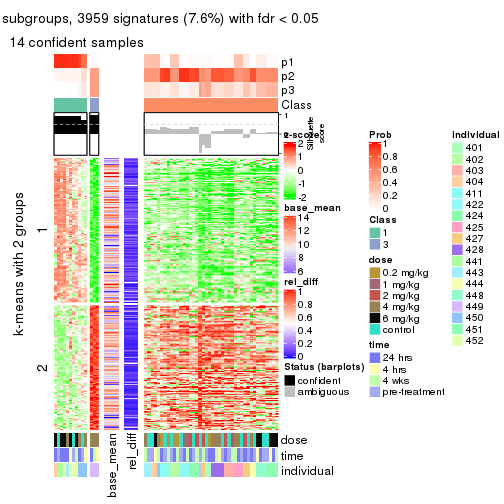 subgroups, 3959 signatures (7.6%) with fdr < 0.05
14 confident samples
p1
p2
p3
Class
1
Silhouette
score
k-means with 2 groups
1
2
base_mean
rel_diff
dose
time
individual
z-score
2
1
0
-1
-2
base_mean
14
12
10
8
6
rel_diff
1
0.8
0.6
0.4
0.2
0
Status (barplots)
confident
ambiguous
Prob
1
0.8
0.6
0.4
0.2
0
Class
1
3
dose
0.2 mg/kg
1 mg/kg
2 mg/kg
4 mg/kg
6 mg/kg
control
time
24 hrs
4 hrs
4 wks
pre-treatment
individual
401
402
403
404
411
422
424
425
427
428
441
443
444
448
449
450
451
452